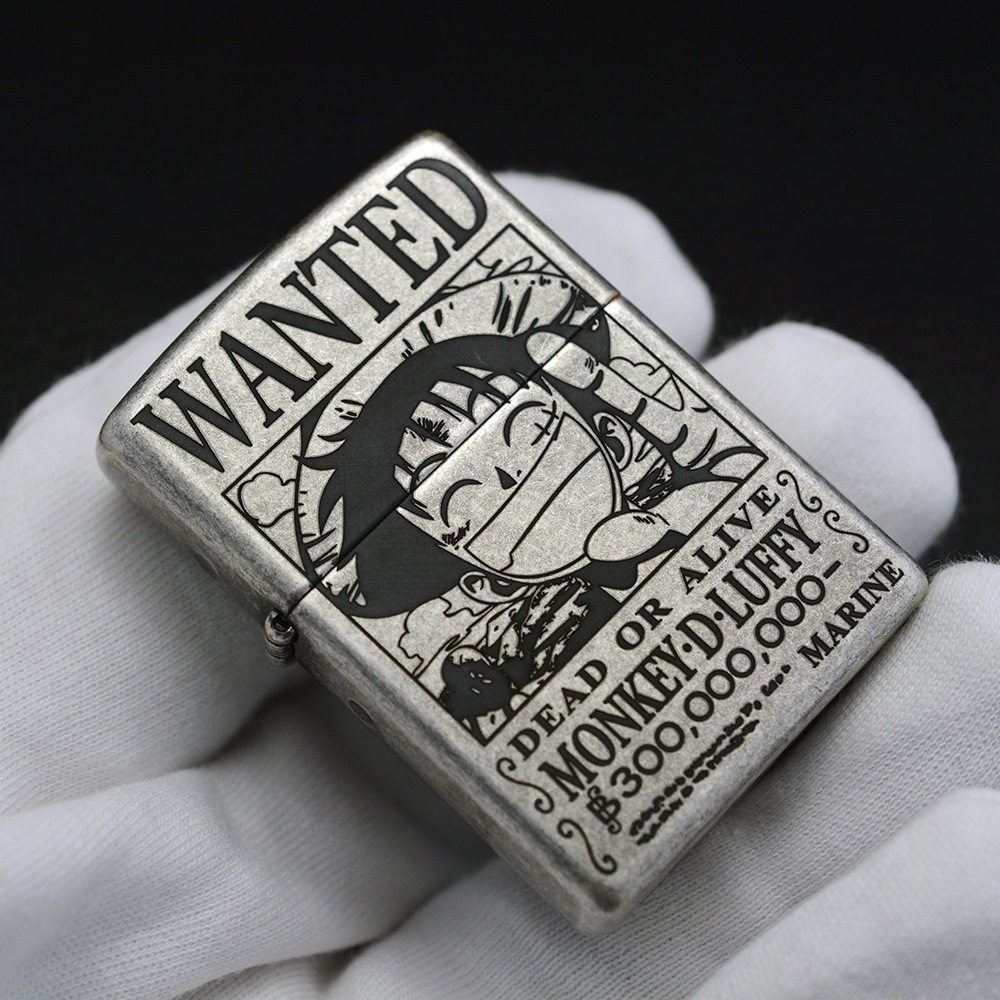 WANTED
DEAD OR ALIVE
MONKEY·D·LUFFY
฿300,000,000-
MARINE